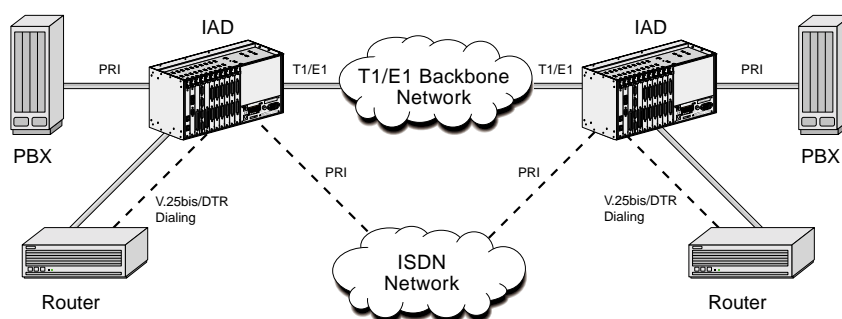 IAD
IAD
PRI
T1/E1
T1/E1 Backbone
Network
T1/E1
PRI
PBX
PBX
PRI
PRI
V.25bis/DTR
Dialing
V.25bis/DTR
Dialing
ISDN
Network
Router
Router